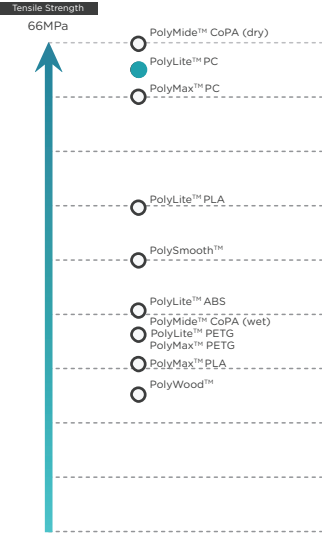 Tensile Strength
66MPa
PolyMide™ CoPA (dry)
PolyLite™ PC
PolyMax™ PC
PolyLite™ PLA
PolySmooth™
PolyLite™ ABS
PolyMide™ CoPA (wet)
PolyLite™ PETG
PolyMax™ PETG
PolyMax™ PLA
PolyWood™